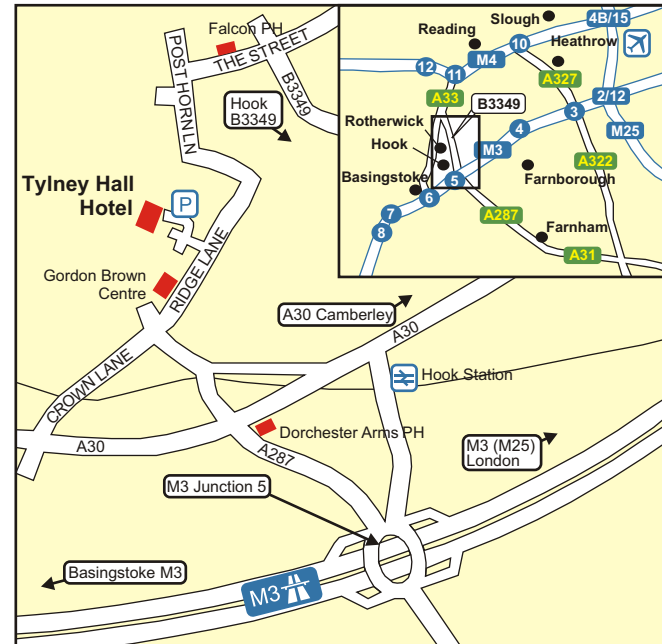 Falcon PH
THE STREET
POST HORN LN
B3349
Hook
B3349
Tylney Hall
Hotel
P
Gordon Brown
Centre
RIDGE LANE
CROWN LANE
A30 Camberley
A30
Hook Station
A30
Dorchester Arms PH
A287
M3 (M25)
London
M3 Junction 5
Basingstoke M3
M3
Slough
4B/15
Reading
10
Heathrow
M4
12
11
A327
A33
B3349
2/12
3
Rotherwick
4
M25
Hook
M3
A322
Basingstoke
5
Farnborough
6
7
A287
8
Farnham
A31